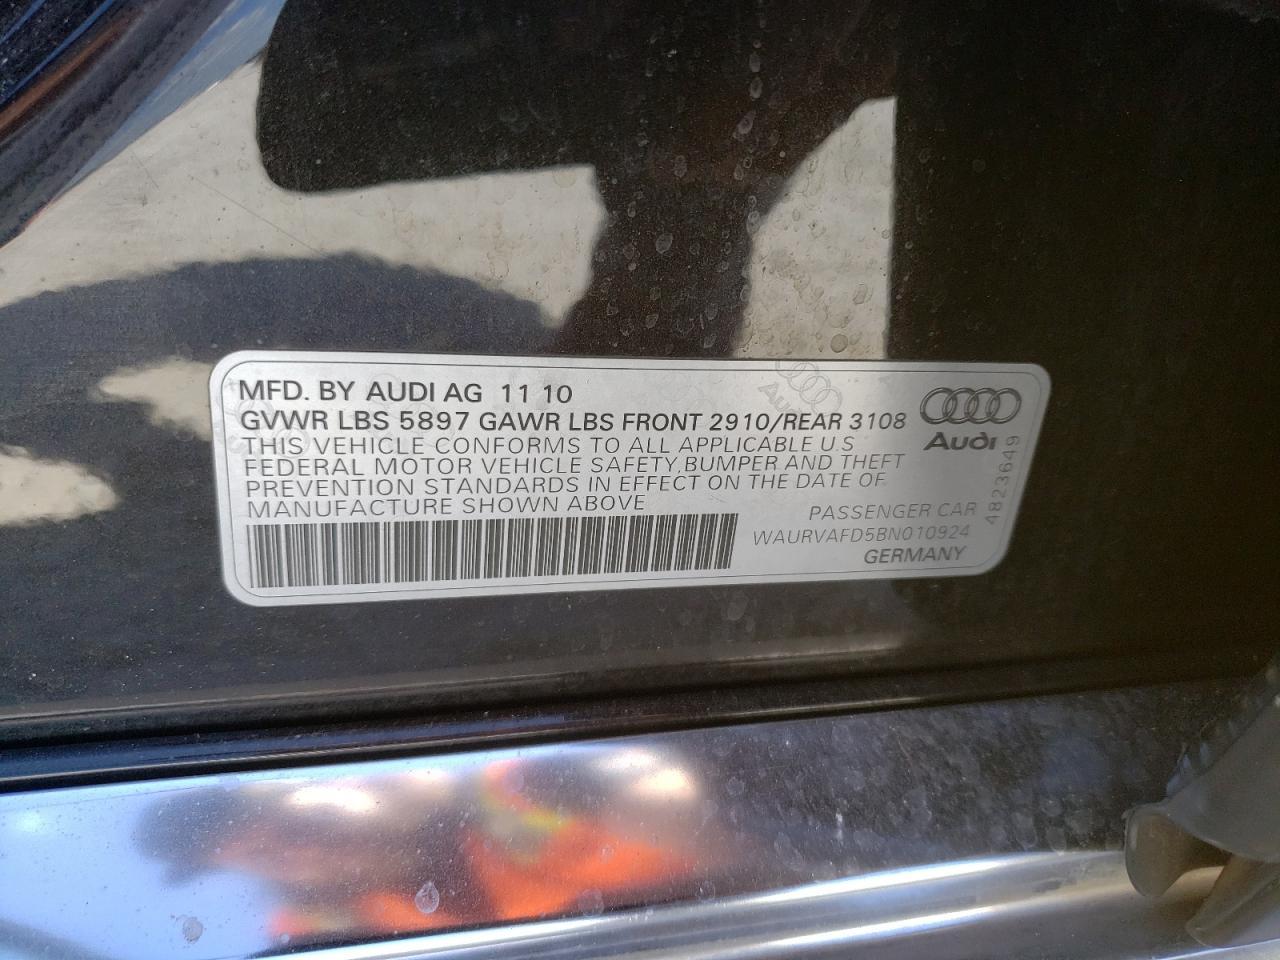 MFD. BY AUDI AG 11 10
GVWR LBS 5897 GAWR LBS FRONT 2910/REAR 3108
THIS VEHICLE CONFORMS TO ALL APPLICABLE U.S
FEDERAL MOTOR VEHICLE SAFETY,BUMPER AND THEFT
PREVENTION STANDARDS IN EFFECT ON THE DATE OF
MANUFACTURE SHOWN ABOVE
Audi
4823649
PASSENGER CAR
WAURVAFD5BN010924
GERMANY